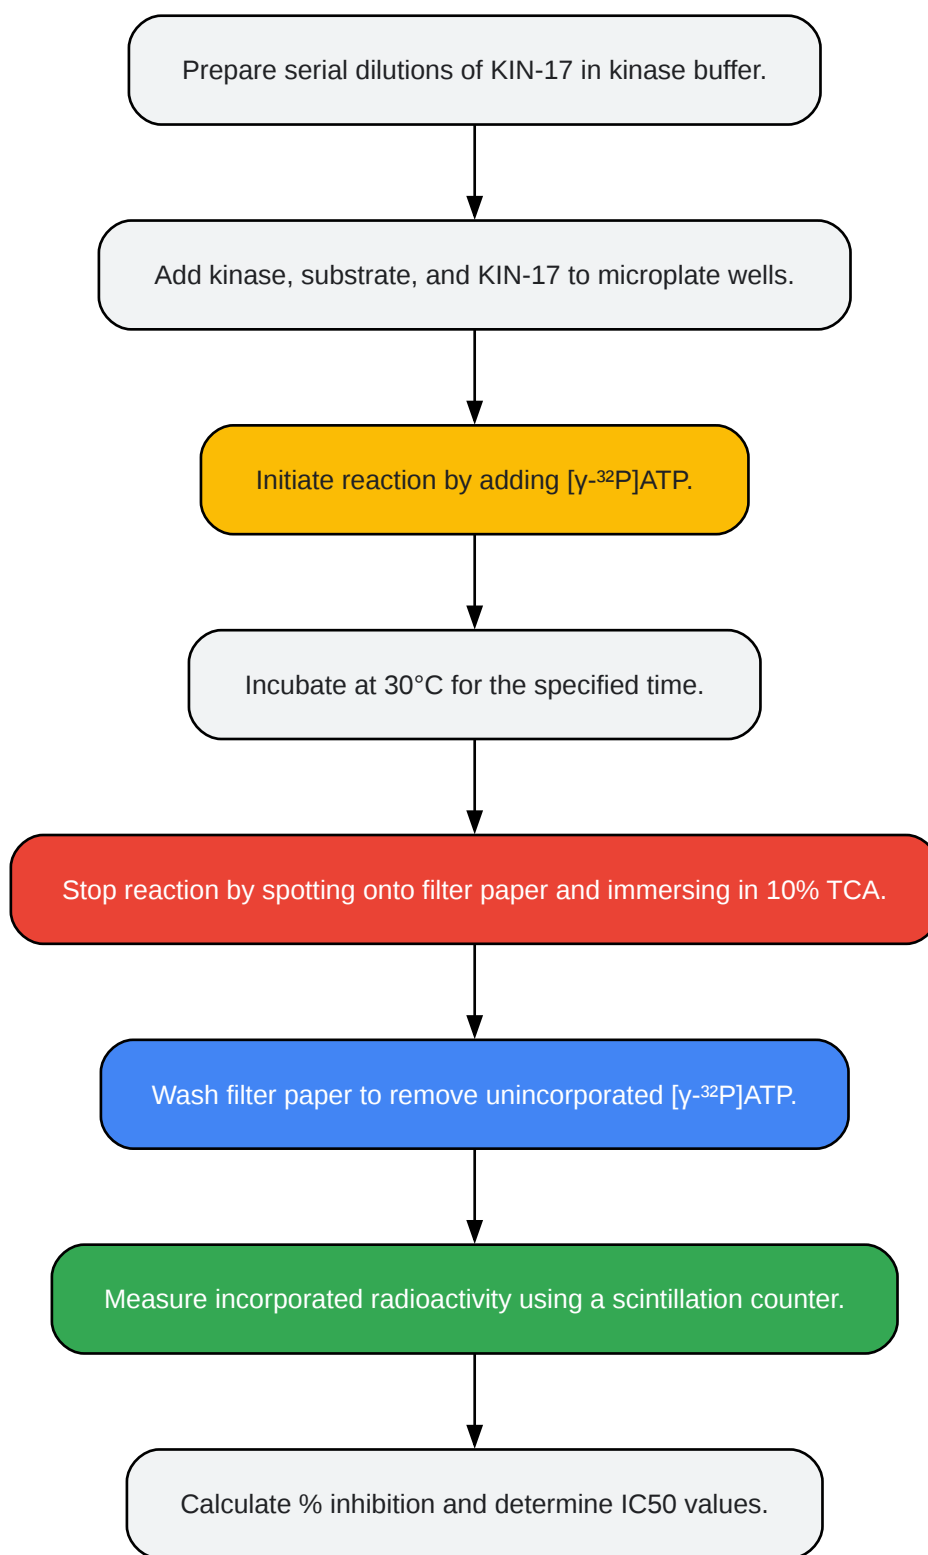 Prepare serial dilutions of KIN-17 in kinase buffer.
Add kinase, substrate, and KIN-17 to microplate wells.
Initiate reaction by adding [γ-³²P]ATP.
Incubate at 30°C for the specified time.
Stop reaction by spotting onto filter paper and immersing in 10% TCA.
Wash filter paper to remove unincorporated [γ-³²P]ATP.
Measure incorporated radioactivity using a scintillation counter.
Calculate % inhibition and determine IC50 values.